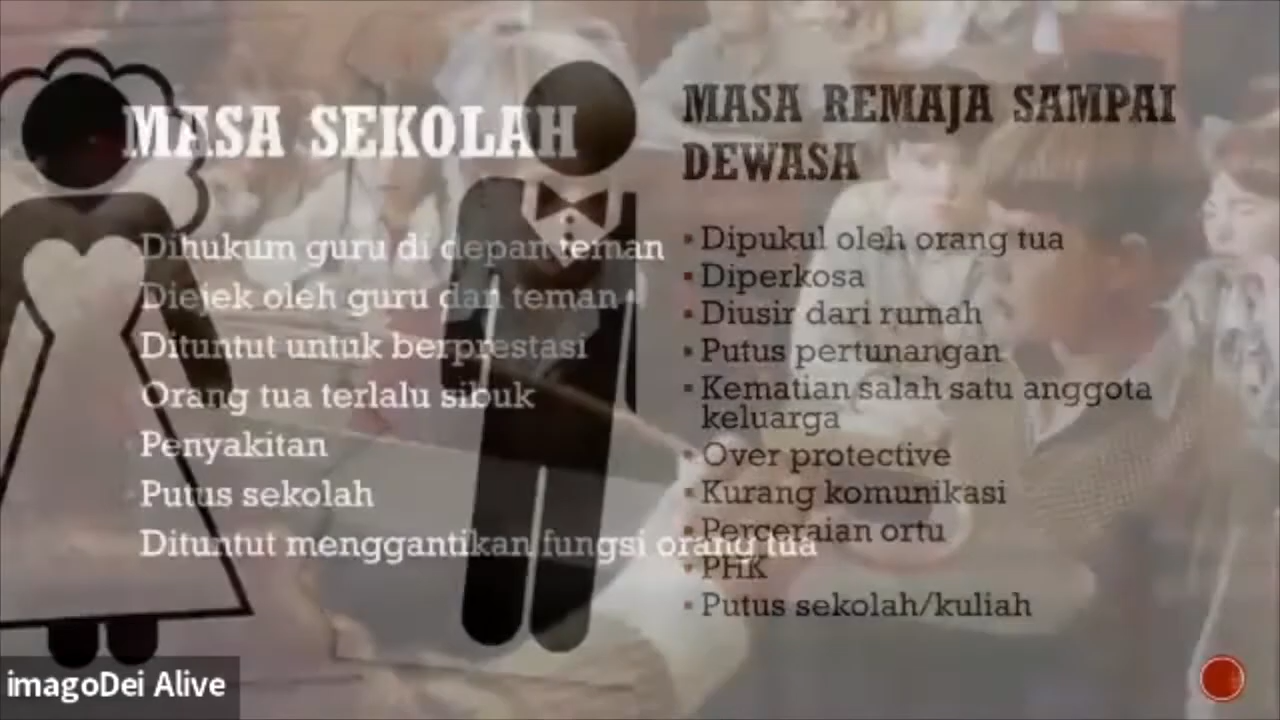 MASA SEKOLAH
Dihukum guru di depan teman
Diejek oleh guru dan teman
Dituntut untuk berprestasi
Orang tua terlalu sibuk
Penyakitan
Putus sekolah
Dituntut menggantikan fungsi orang tua
MASA REMAJA SAMPAI
DEWASA
Dipukul oleh orang tua
Diperkosa
Diusir dari rumah
Putus pertunangan
Kematian salah satu anggota
keluarga
Over protective
Kurang komunikasi
Perceraian ortu
PHK
Putus sekolah/kuliah
imagoDei Alive